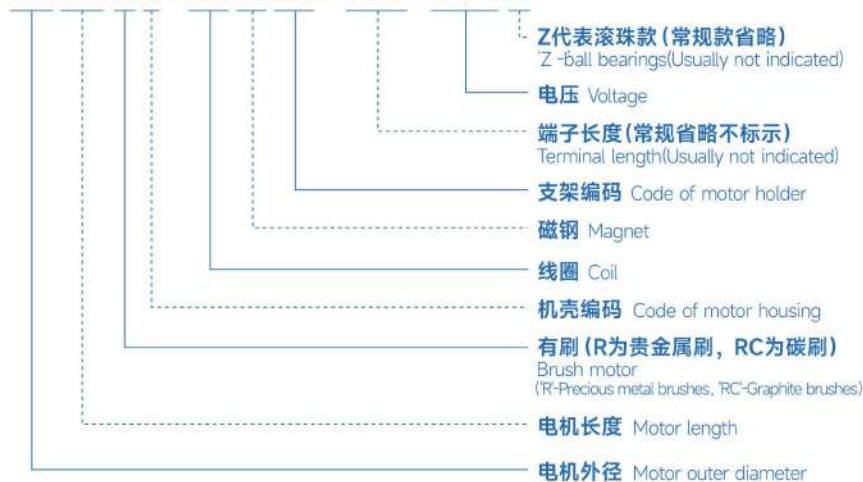 Z代表滚珠款(常规款省略)
'Z -ball bearings(Usually not indicated)
电压 Voltage
端子长度(常规省略不标示)
Terminal length(Usually not indicated)
支架编码 Code of motor holder
磁钢 Magnet
线圈 Coil
机壳编码 Code of motor housing
有刷(R为贵金属刷，RC为碳刷)
Brush motor
('R'-Precious metal brushes, 'RC'-Graphite brushes)
电机长度 Motor length
电机外径 Motor outer diameter